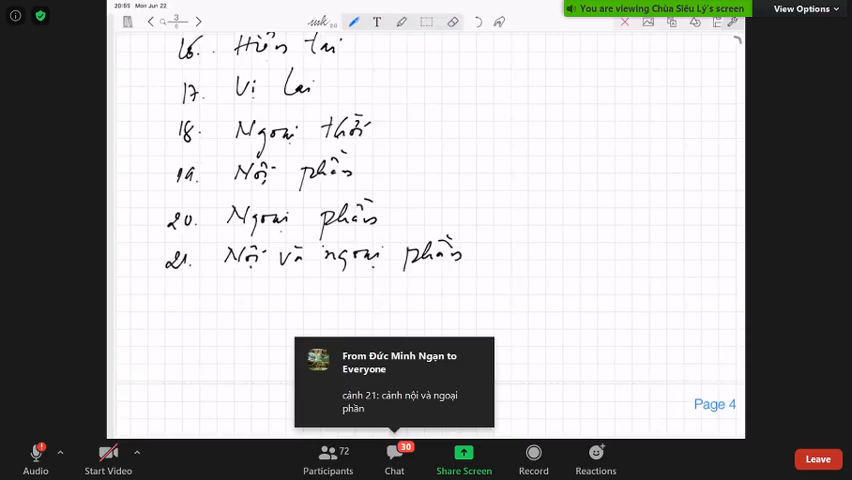 20:55 Mon Jun 22
You are viewing Chùa Siêu Lý's screen
View Options
3
6
T
16. Hiện tại
17. Vị lai
18. Ngoại thời
19. Nội phần
20. Ngoại phần
21. Nội và ngoại phần
From Đức Minh Ngạn to
Everyone
cảnh 21: cảnh nội và ngoại
phần
Page 4
72
30
Audio
Start Video
Participants
Chat
Share Screen
Record
Reactions
Leave